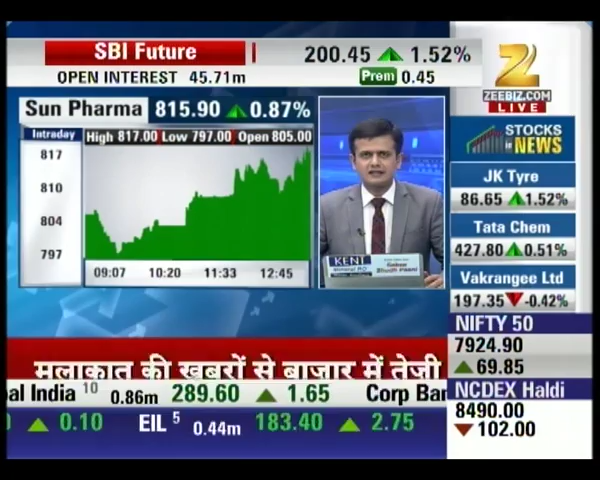 SBI Future
200.45 1.52%
OPEN INTEREST 45.71m
Prem 0.45
ZEEBIZ.COM
LIVE
Sun Pharma 815.90 0.87%
Intraday High 817.00 Low 797.00 Open 805.00
817
810
804
797
09:07 10:20 11:33 12:45
KENT
Mineral RO
Sabse Shudh Paani
STOCKS
in NEWS
JK Tyre
86.65 1.52%
Tata Chem
427.80 0.51%
Vakrangee Ltd
197.35 -0.42%
NIFTY 50
7924.90
69.85
NCDEX Haldi
8490.00
102.00
मुलाकात की खबरों से बाजार में तेजी
al India 10 0.86m 289.60 1.65 Corp Ban
0.10 EIL 5 0.44m 183.40 2.75